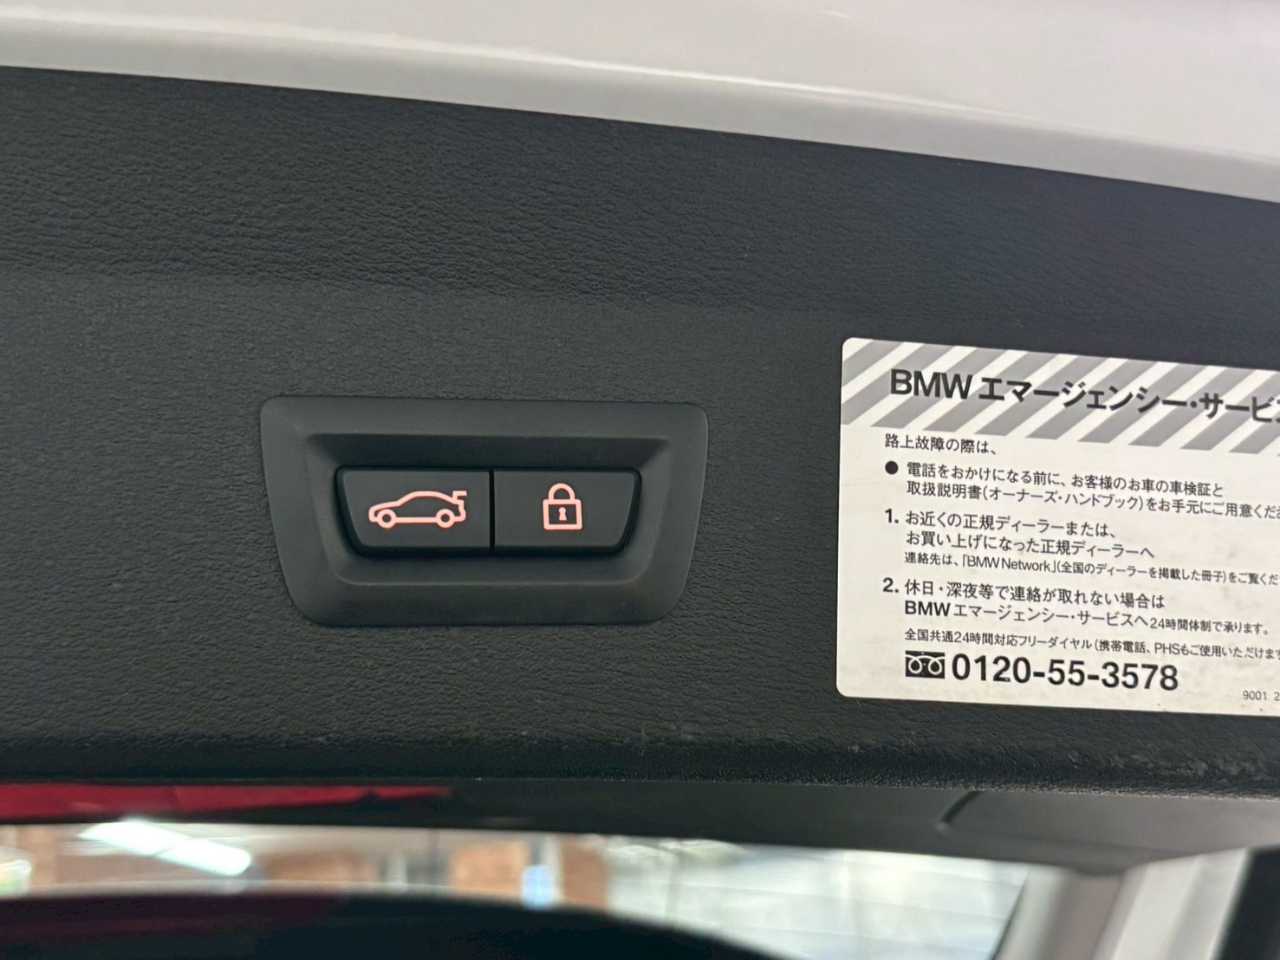 BMW エマージェンシー・サービス
路上故障の際は、
● 電話をおかけになる前に、お客様のお車の車検証と
取扱説明書(オーナーズ・ハンドブック)をお手元にご用意くだ
1. お近くの正規ディーラーまたは、
お買い上げになった正規ディーラーへ
連絡先は、「BMW Network」(全国のディーラーを掲載した冊子)をご覧くだ
2. 休日・深夜等で連絡が取れない場合は
BMW エマージェンシー・サービスへ24時間体制で承ります。
全国共通24時間対応フリーダイヤル(携帯電話、PHSもご使用いただけます
0120-55-3578
9001 2